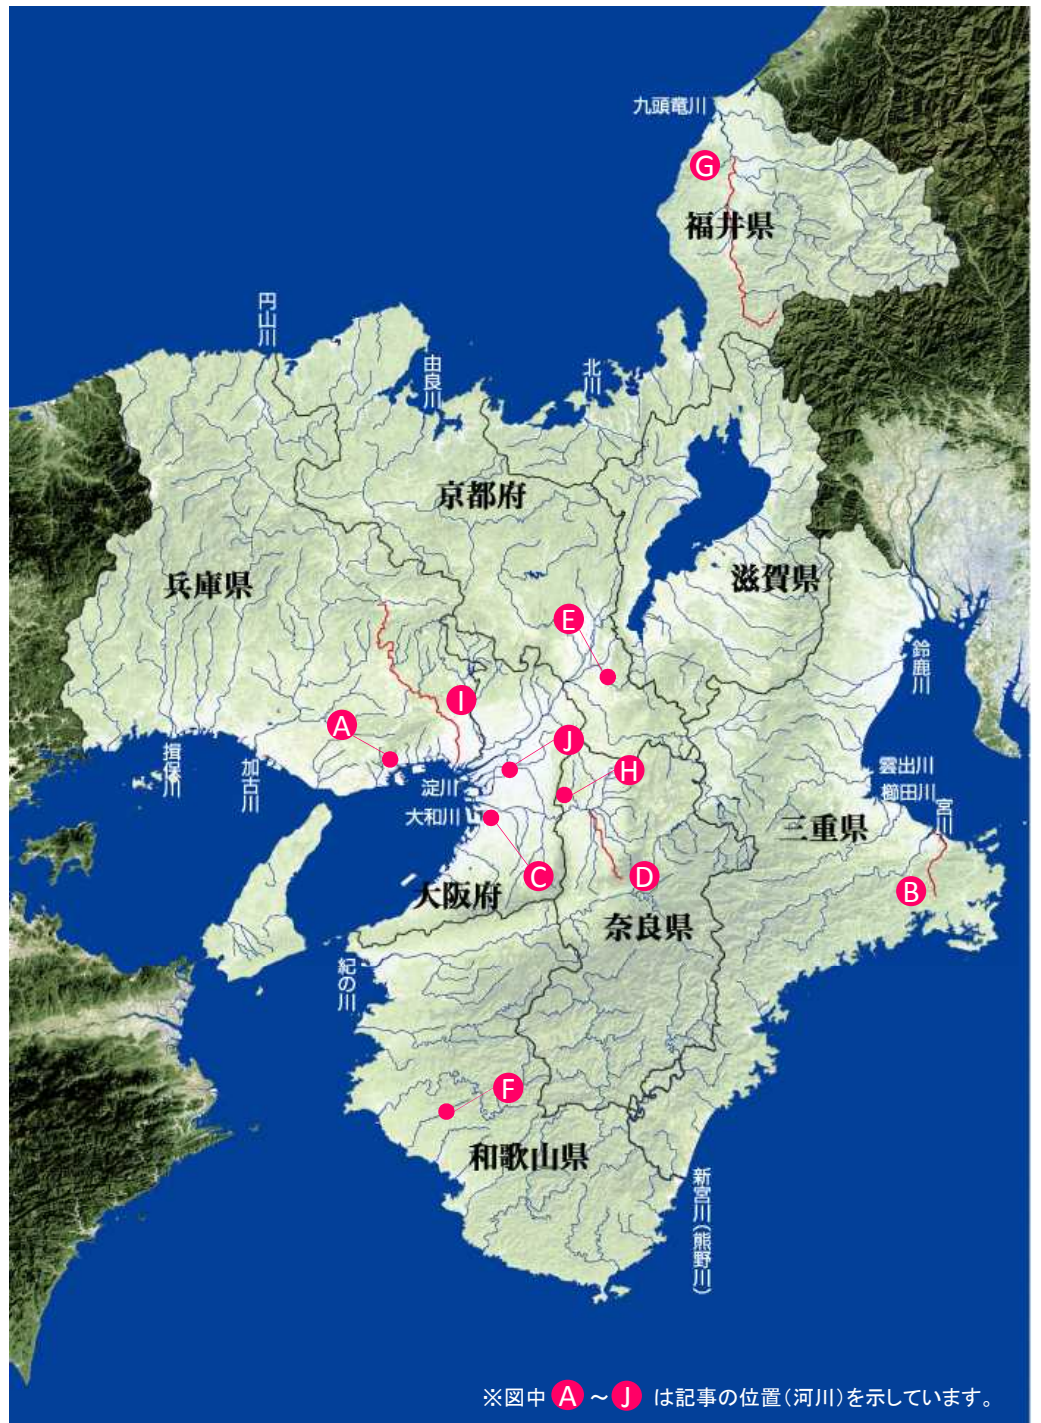 九頭竜川
G
福井県
円山川
由良川
北川
京都府
兵庫県
滋賀県
E
鈴鹿川
I
A
J
H
揖保川
加古川
淀川
大和川
雲出川
櫛田川
宮川
三重県
C
D
B
大阪府
奈良県
紀の川
F
和歌山県
新宮川(熊野川)
※図中 A ～ J は記事の位置(河川)を示しています。